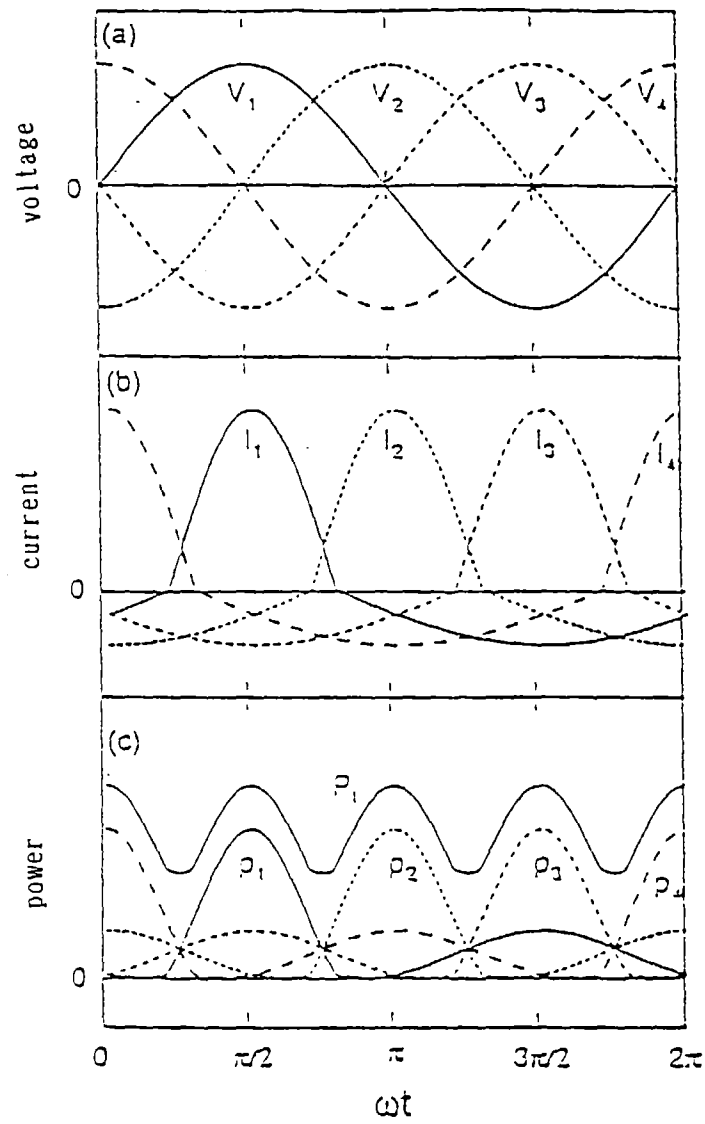 (a)
V₁ V₂ V₃ V₄
voltage
0
(b)
I₁ I₂ I₃ I₄
current
0
(c)
P₁
P₁ P₂ P₃ P₄
power
0
0 π/2 π 3π/2 2π
ωt